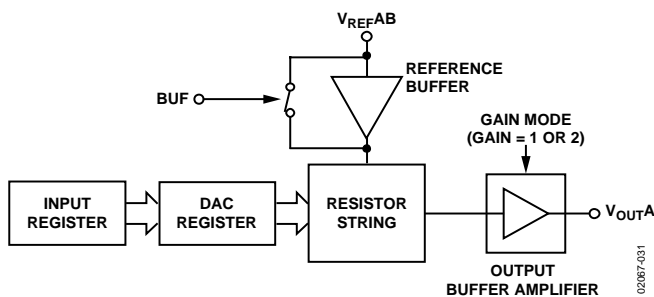 VREFAB
REFERENCE
BUFFER
BUF
GAIN MODE
(GAIN = 1 OR 2)
INPUT
REGISTER
DAC
REGISTER
RESISTOR
STRING
VOUTA
OUTPUT
BUFFER AMPLIFIER
02067-031